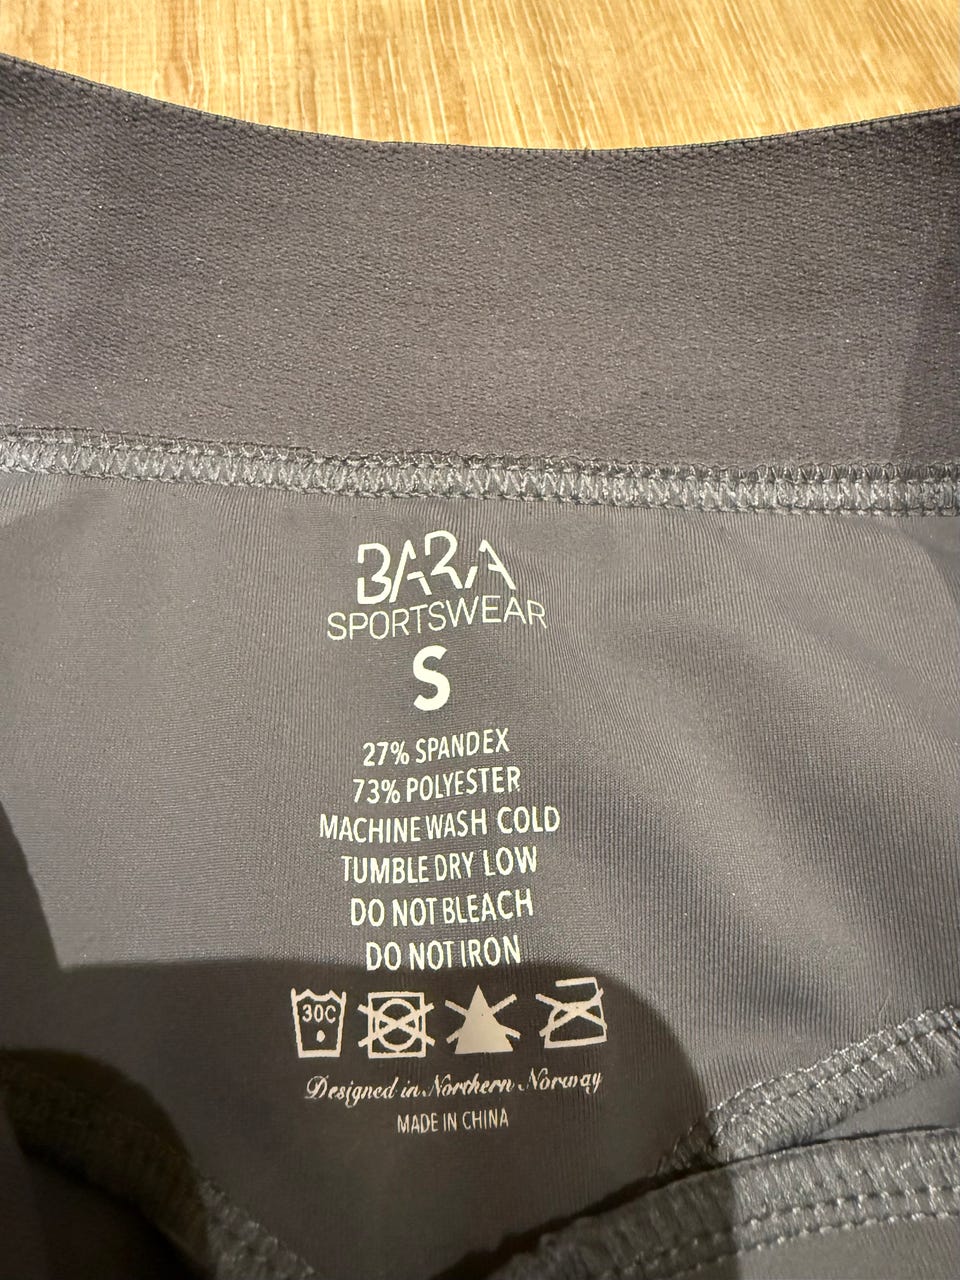 BARA
SPORTSWEAR
S
27% SPANDEX
73% POLYESTER
MACHINE WASH COLD
TUMBLE DRY LOW
DO NOT BLEACH
DO NOT IRON
30C
Designed in Northern Norway
MADE IN CHINA